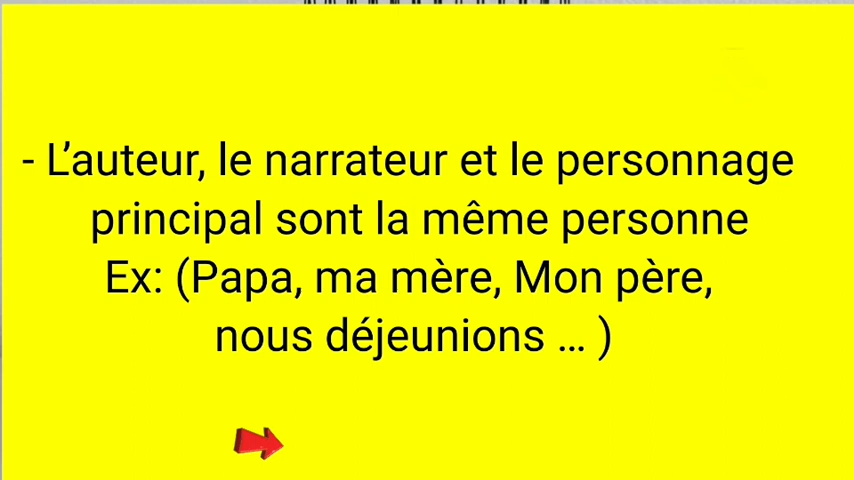 - L’auteur, le narrateur et le personnage
principal sont la même personne
Ex: (Papa, ma mère, Mon père,
nous déjeunions ... )